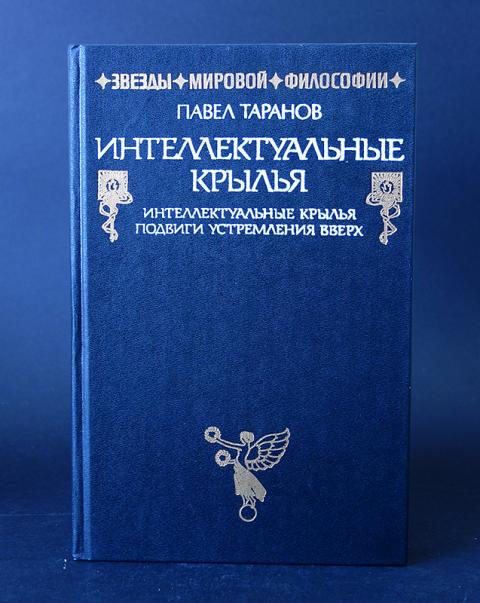 ✦ЗВЕЗДЫ✦МИРОВОЙ✦ФИЛОСОФИИ✦
ПАВЕЛ ТАРАНОВ
ИНТЕЛЛЕКТУАЛЬНЫЕ
КРЫЛЬЯ
ИНТЕЛЛЕКТУАЛЬНЫЕ КРЫЛЬЯ
ПОДВИГИ УСТРЕМЛЕНИЯ ВВЕРХ